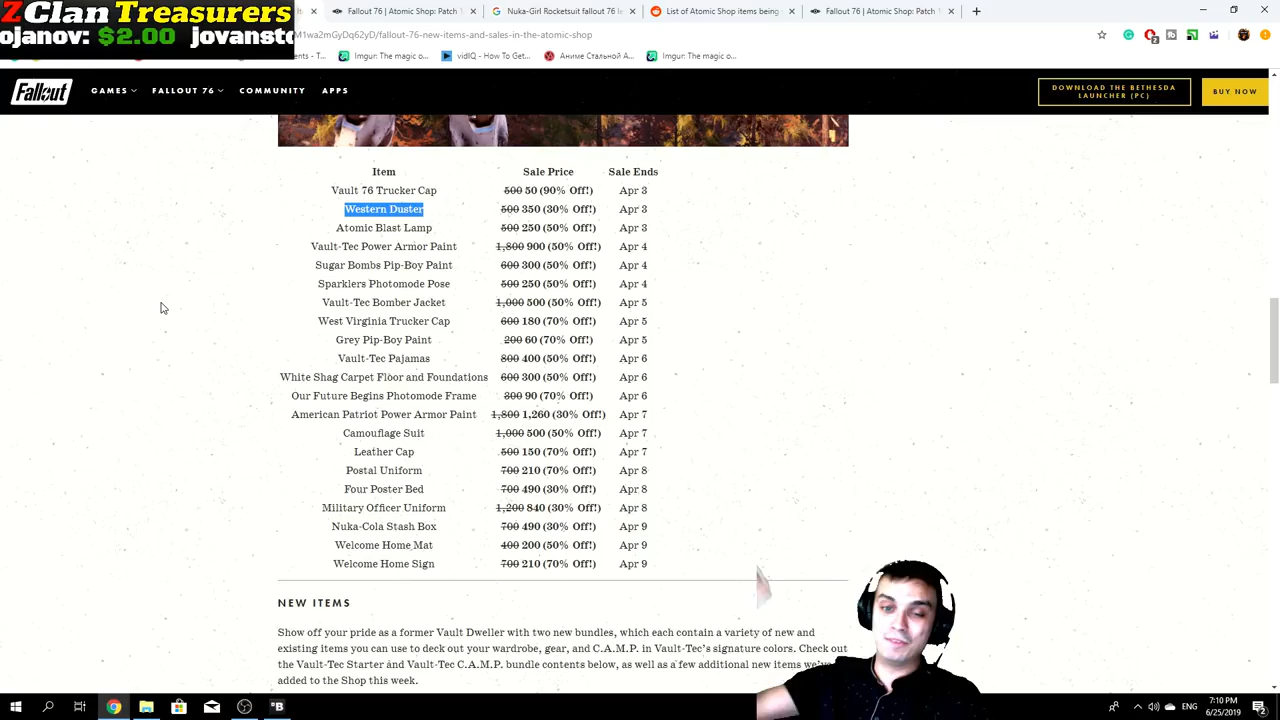 ZClan Treasurers
ojanov: $2.00 jovansto
Fallout 76 | Atomic Shop: Patch 1
Nuka-Girl Rocketsuit fallout 76 le
List of Atomic Shop items being
Fallout 76 | Atomic Shop: Patch 9
M1wa2mGyDq62yD/fallout-76-new-items-and-sales-in-the-atomic-shop
ents - T...
Imgur: The magic o...
vidIQ - How To Get...
Аниме Стальной А...
Imgur: The magic o...
Fallout
GAMES
FALLOUT 76
COMMUNITY
APPS
DOWNLOAD THE BETHESDA
LAUNCHER (PC)
BUY NOW
Item Sale Price Sale Ends
Vault 76 Trucker Cap 500 50 (90% Off!) Apr 3
Western Duster 500 350 (30% Off!) Apr 3
Atomic Blast Lamp 500 250 (50% Off!) Apr 3
Vault-Tec Power Armor Paint 1,800 900 (50% Off!) Apr 4
Sugar Bombs Pip-Boy Paint 600 300 (50% Off!) Apr 4
Sparklers Photomode Pose 500 250 (50% Off!) Apr 4
Vault-Tec Bomber Jacket 1,000 500 (50% Off!) Apr 5
West Virginia Trucker Cap 600 180 (70% Off!) Apr 5
Grey Pip-Boy Paint 200 60 (70% Off!) Apr 5
Vault-Tec Pajamas 800 400 (50% Off!) Apr 6
White Shag Carpet Floor and Foundations 600 300 (50% Off!) Apr 6
Our Future Begins Photomode Frame 300 90 (70% Off!) Apr 6
American Patriot Power Armor Paint 1,800 1,260 (30% Off!) Apr 7
Camouflage Suit 1,000 500 (50% Off!) Apr 7
Leather Cap 500 150 (70% Off!) Apr 7
Postal Uniform 700 210 (70% Off!) Apr 8
Four Poster Bed 700 490 (30% Off!) Apr 8
Military Officer Uniform 1,200 840 (30% Off!) Apr 8
Nuka-Cola Stash Box 700 490 (30% Off!) Apr 9
Welcome Home Mat 400 200 (50% Off!) Apr 9
Welcome Home Sign 700 210 (70% Off!) Apr 9
NEW ITEMS
Show off your pride as a former Vault Dweller with two new bundles, which each contain a variety of new and
existing items you can use to deck out your wardrobe, gear, and C.A.M.P. in Vault-Tec's signature colors. Check out
the Vault-Tec Starter and Vault-Tec C.A.M.P. bundle contents below, as well as a few additional new items we'v
added to the Shop this week.
ENG
7:10 PM
6/25/2019